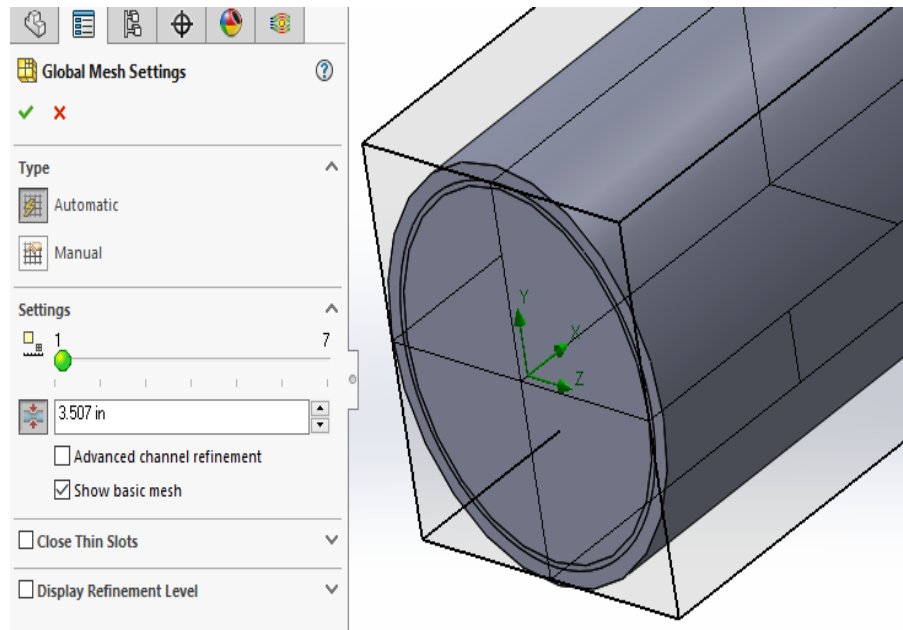 Global Mesh Settings
?
Type
Automatic
Manual
Settings
1 7
3.507 in
Advanced channel refinement
Show basic mesh
Close Thin Slots
Display Refinement Level
Y
X
Z